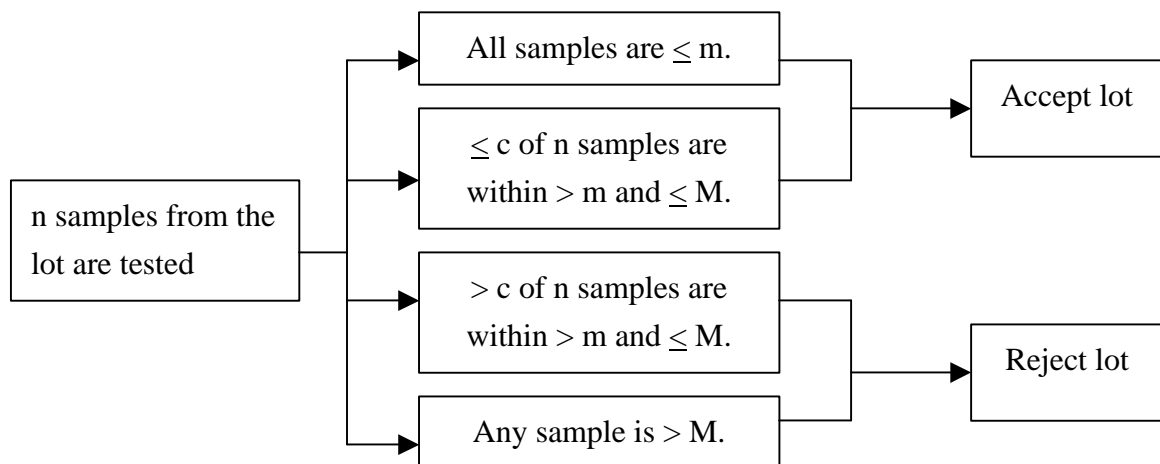 All samples are ≤ m.
Accept lot
≤ c of n samples are
within > m and ≤ M.
n samples from the
lot are tested
> c of n samples are
within > m and ≤ M.
Reject lot
Any sample is > M.